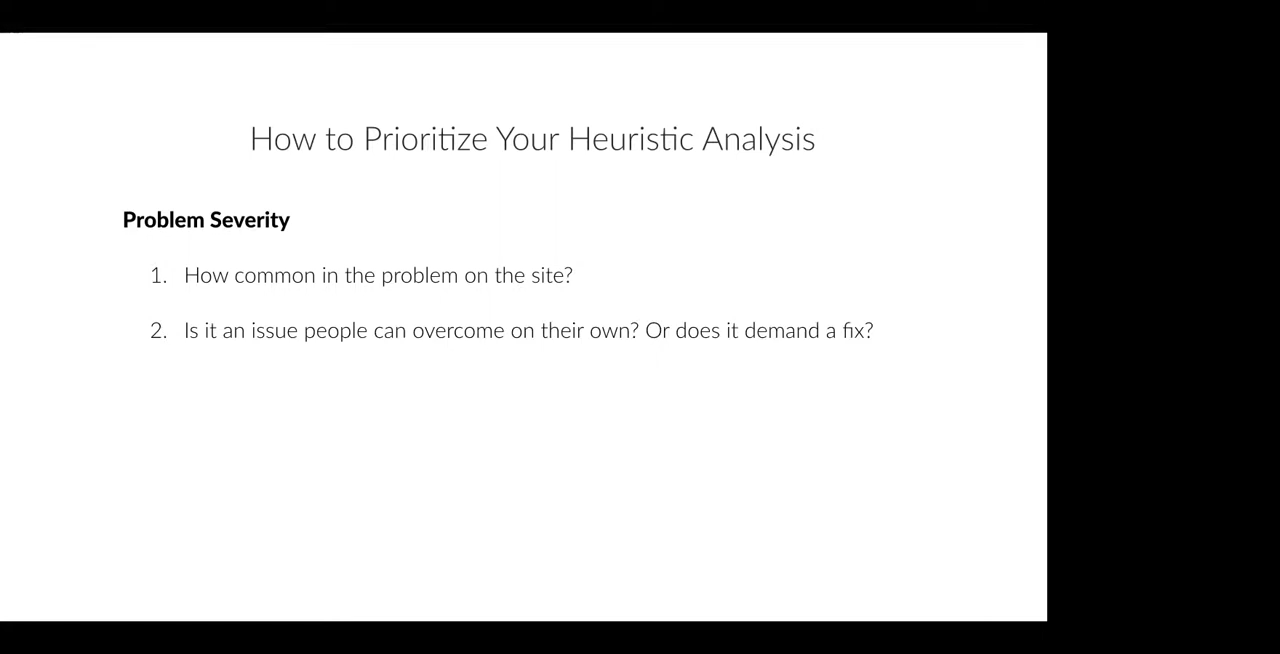 How to Prioritize Your Heuristic Analysis
Problem Severity
1. How common in the problem on the site?
2. Is it an issue people can overcome on their own? Or does it demand a fix?